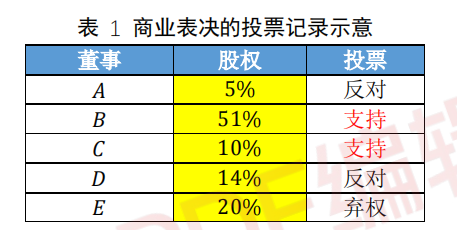 表 1 商业表决的投票记录示意
董事 股权 投票
A 5% 反对
B 51% 支持
C 10% 支持
D 14% 反对
E 20% 弃权